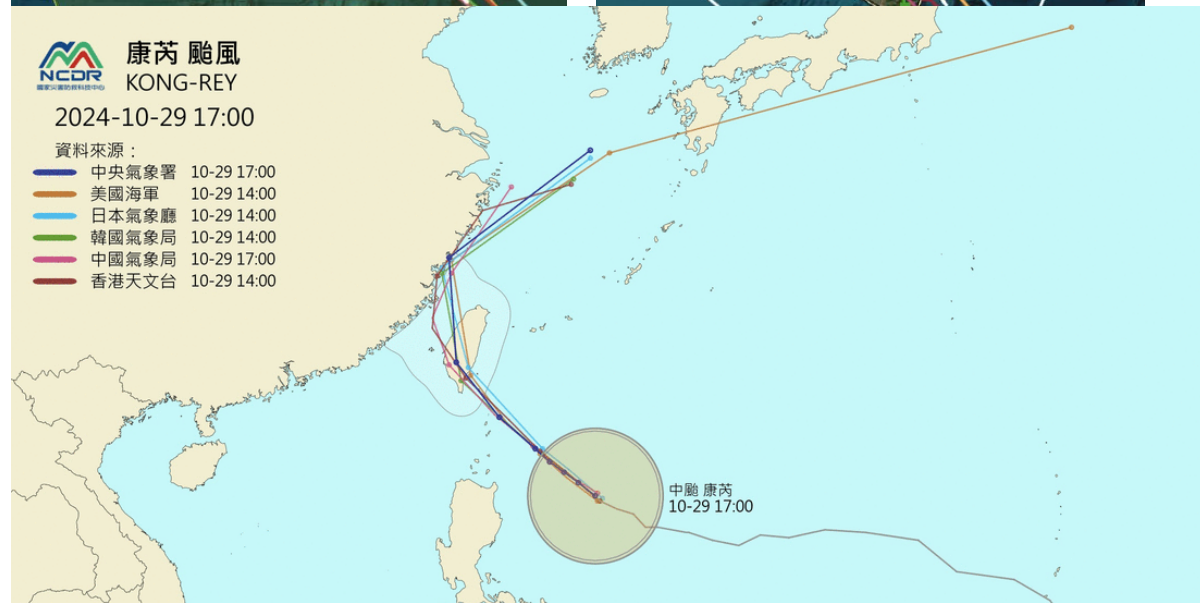 NCDR
國家災害防救科技中心
康芮 颱風
KONG-REY
2024-10-29 17:00
資料來源：
中央氣象署 10-29 17:00
美國海軍 10-29 14:00
日本氣象廳 10-29 14:00
韓國氣象局 10-29 14:00
中國氣象局 10-29 17:00
香港天文台 10-29 14:00
中颱 康芮
10-29 17:00